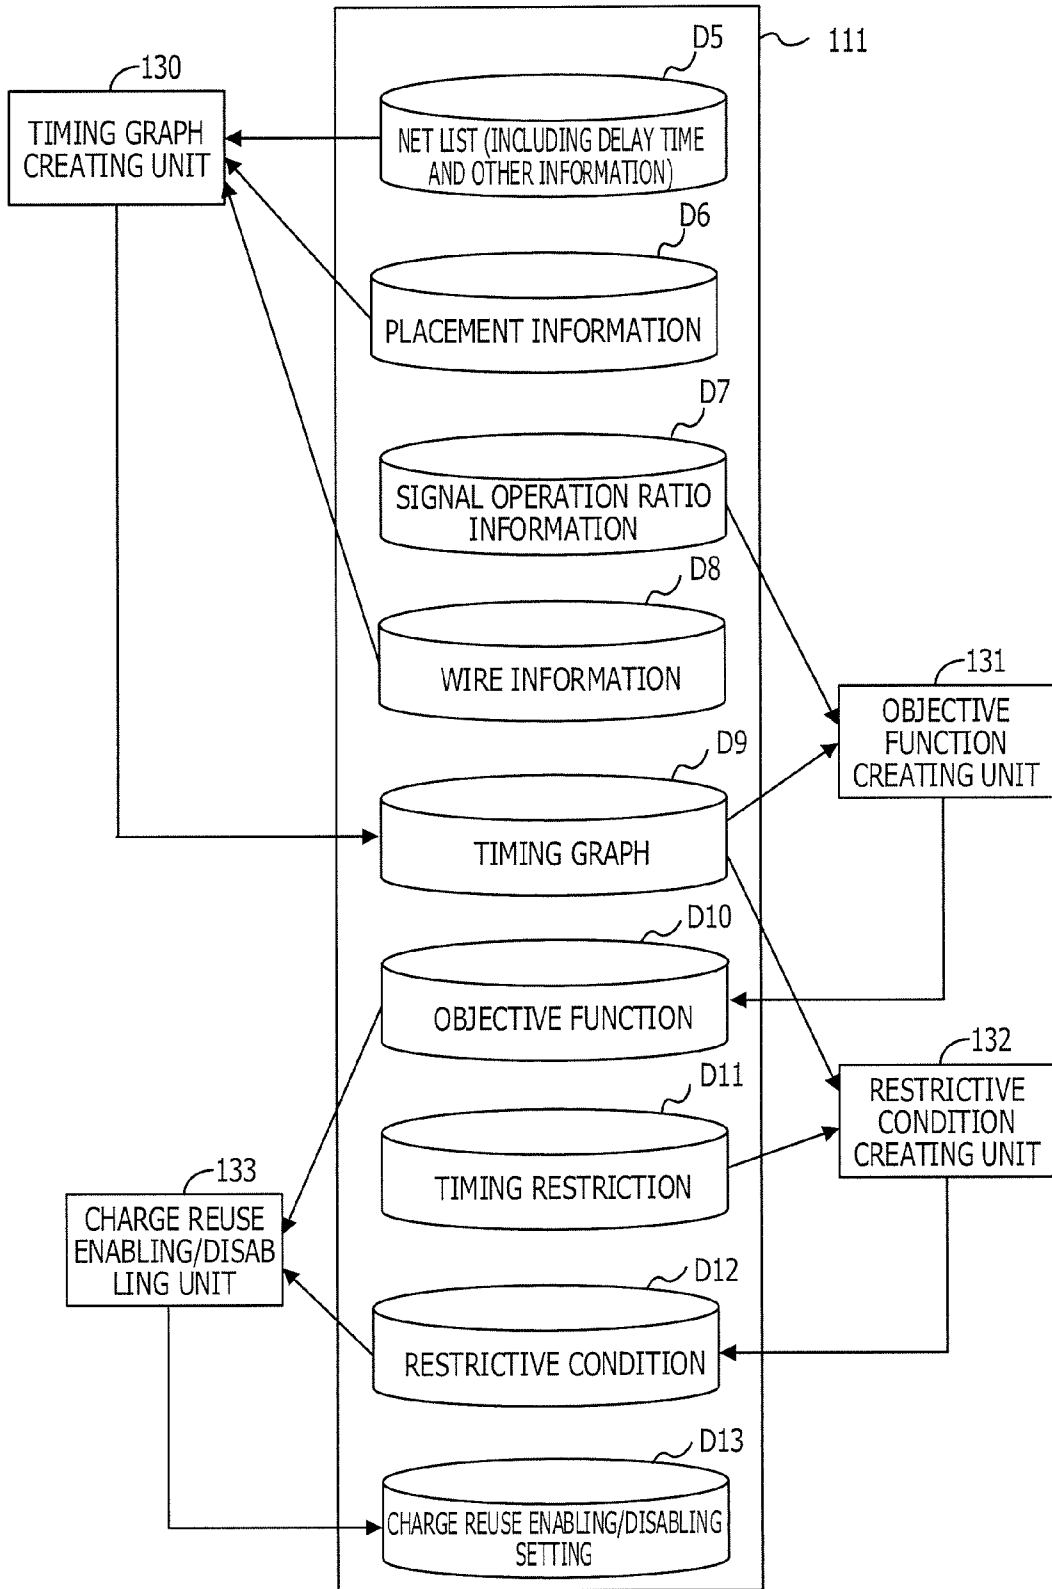 111
D5
NET LIST (INCLUDING DELAY TIME
AND OTHER INFORMATION)
130
TIMING GRAPH
CREATING UNIT
D6
PLACEMENT INFORMATION
D7
SIGNAL OPERATION RATIO
INFORMATION
D8
WIRE INFORMATION
131
OBJECTIVE
FUNCTION
CREATING UNIT
D9
TIMING GRAPH
D10
OBJECTIVE FUNCTION
132
RESTRICTIVE
CONDITION
CREATING UNIT
D11
TIMING RESTRICTION
133
CHARGE REUSE
ENABLING/DISAB
LING UNIT
D12
RESTRICTIVE CONDITION
D13
CHARGE REUSE ENABLING/DISABLING
SETTING